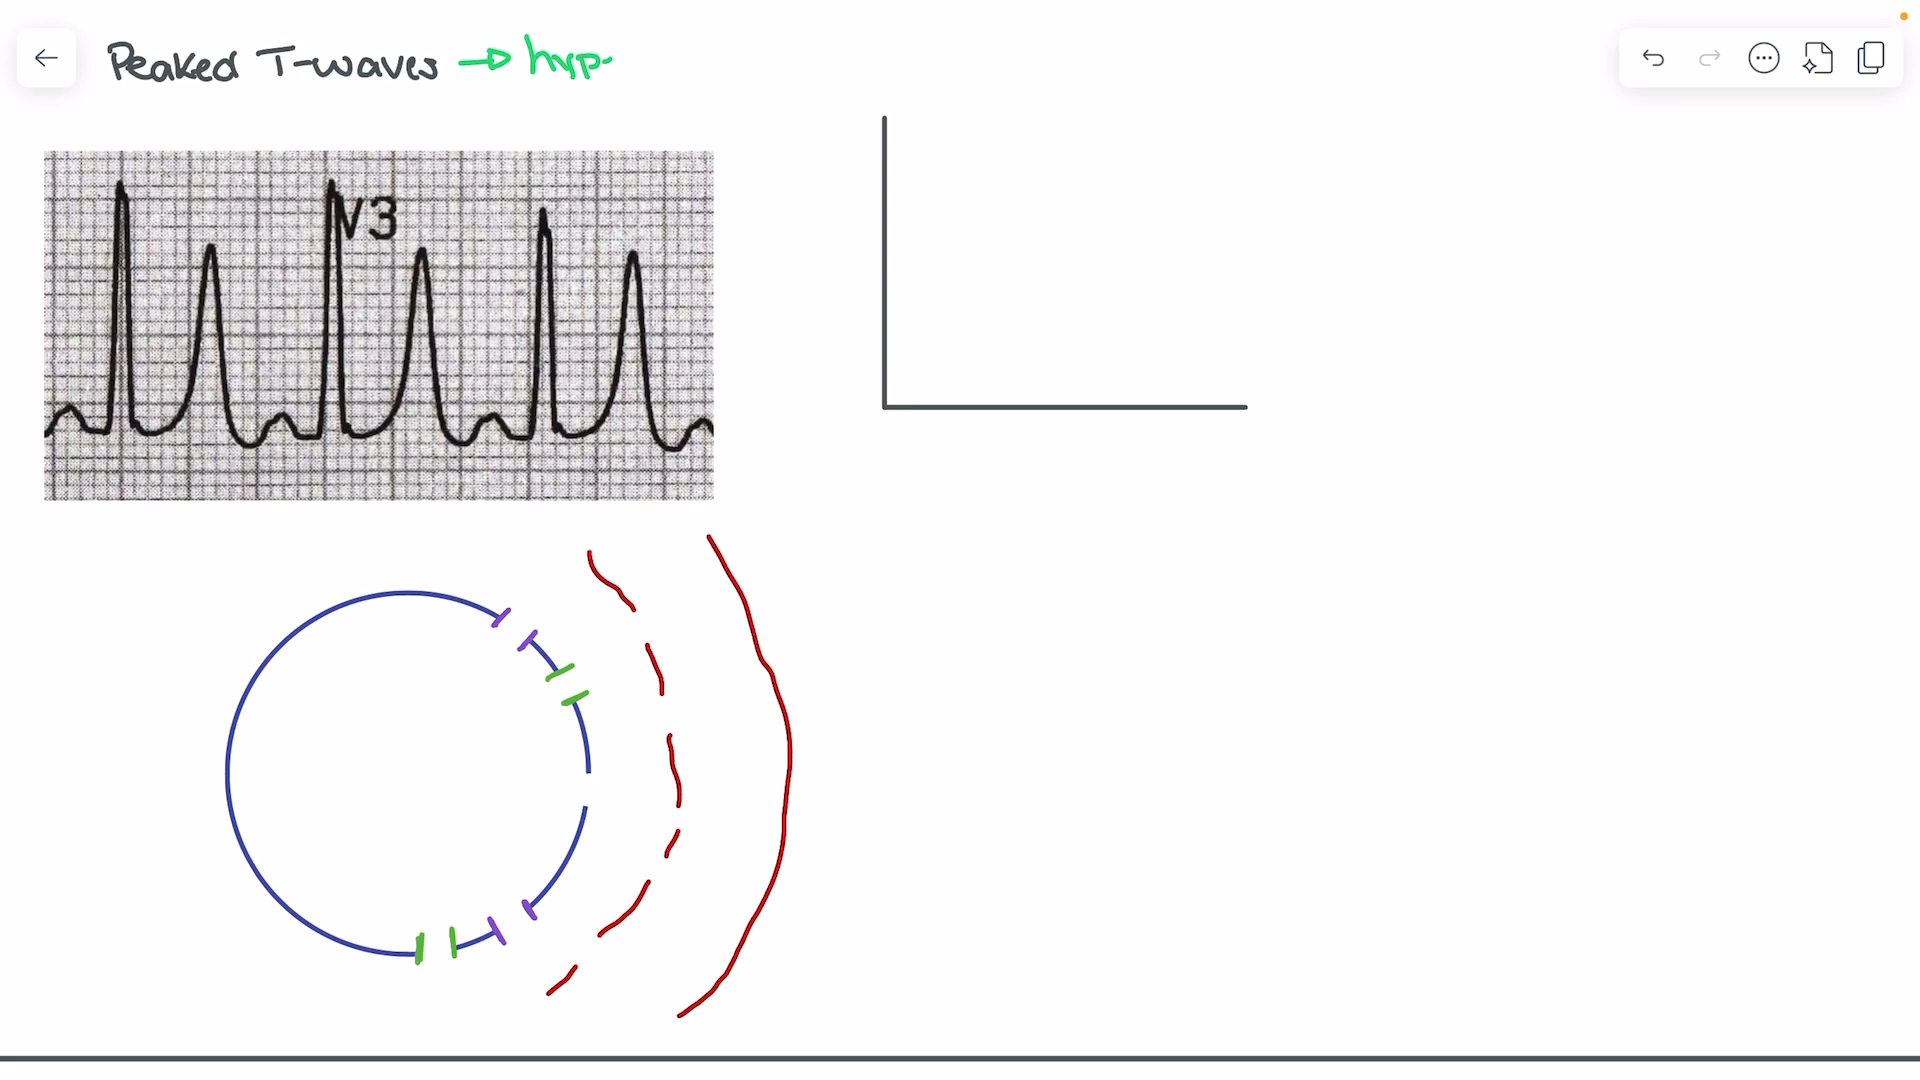 Peaked T-waves → hyp
V3